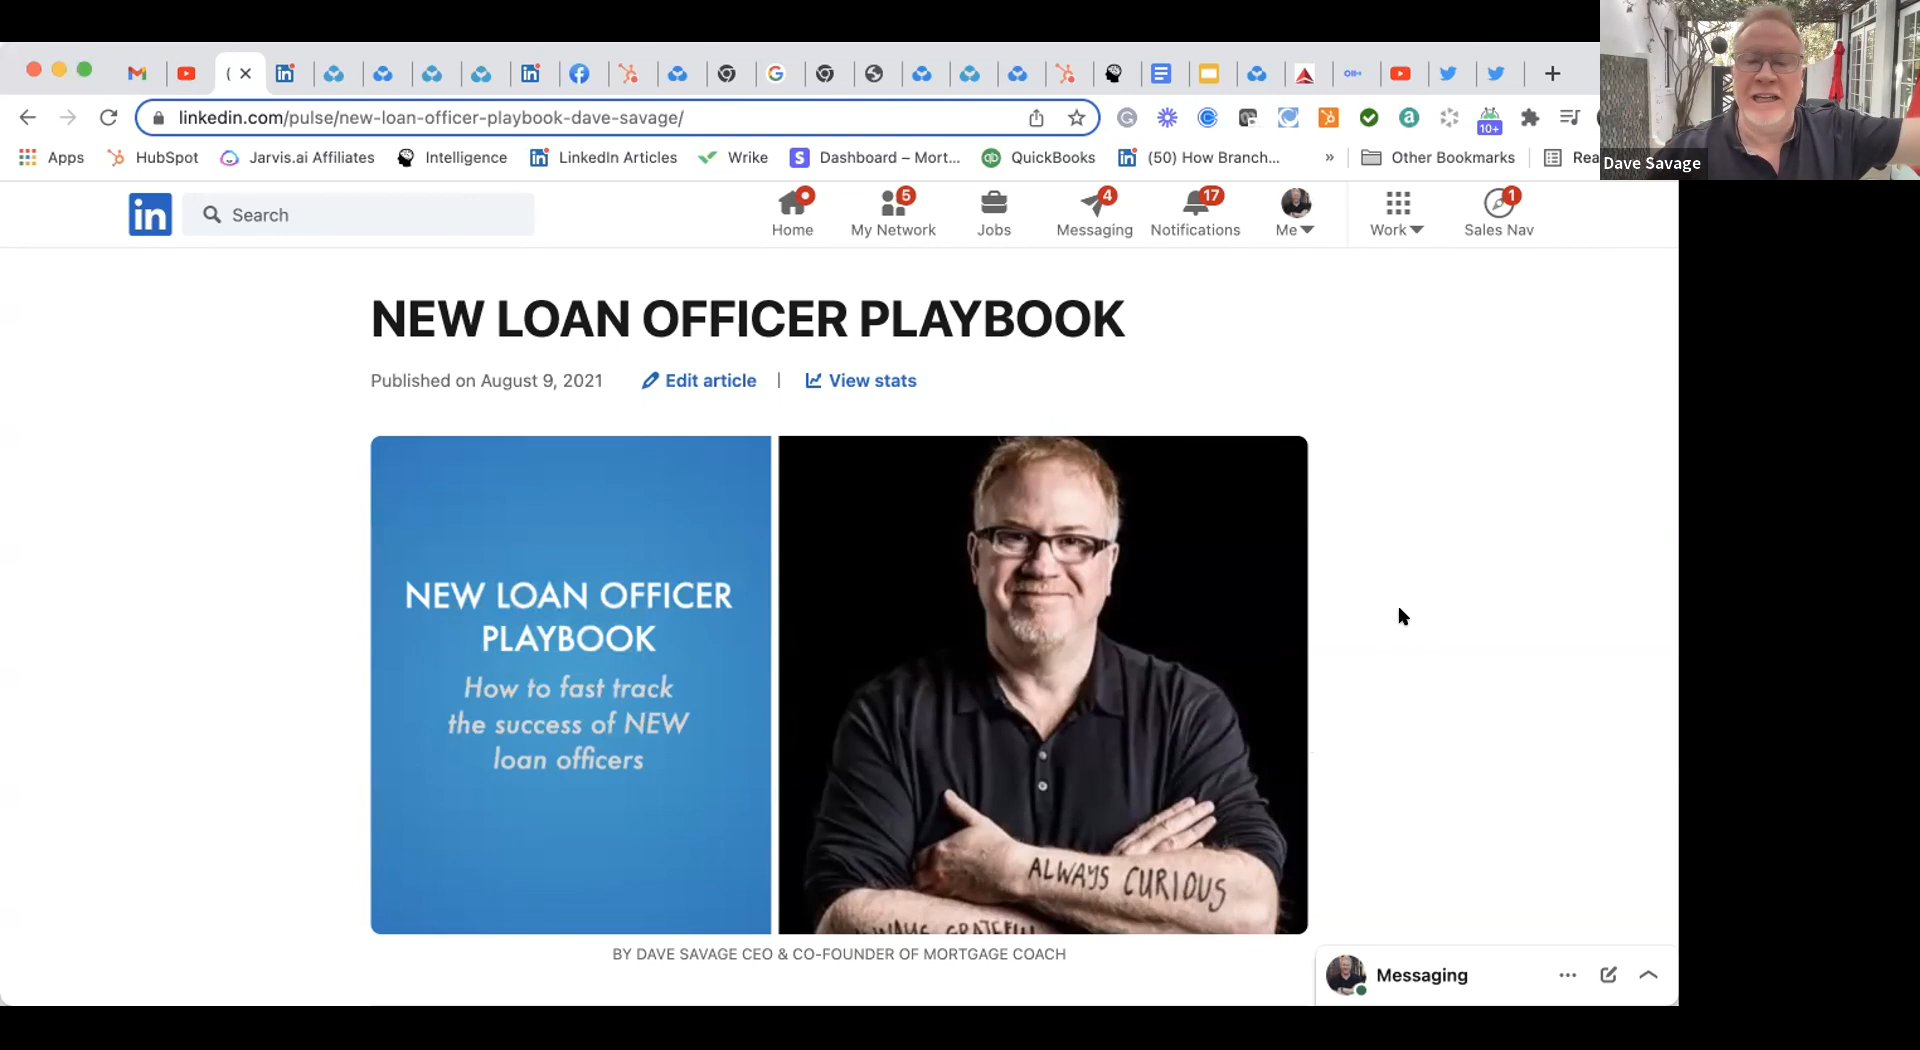 linkedin.com/pulse/new-loan-officer-playbook-dave-savage/
10+
Dave Savage
Apps
HubSpot
Jarvis.ai Affiliates
Intelligence
LinkedIn Articles
Wrike
Dashboard – Mort...
QuickBooks
(50) How Branch...
»
Other Bookmarks
Rea
in
Search
Home
5
My Network
Jobs
4
Messaging
17
Notifications
Me
Work
1
Sales Nav
NEW LOAN OFFICER PLAYBOOK
Published on August 9, 2021
Edit article
|
View stats
NEW LOAN OFFICER
PLAYBOOK
How to fast track
the success of NEW
loan officers
ALWAYS CURIOUS
BY DAVE SAVAGE CEO & CO-FOUNDER OF MORTGAGE COACH
Messaging